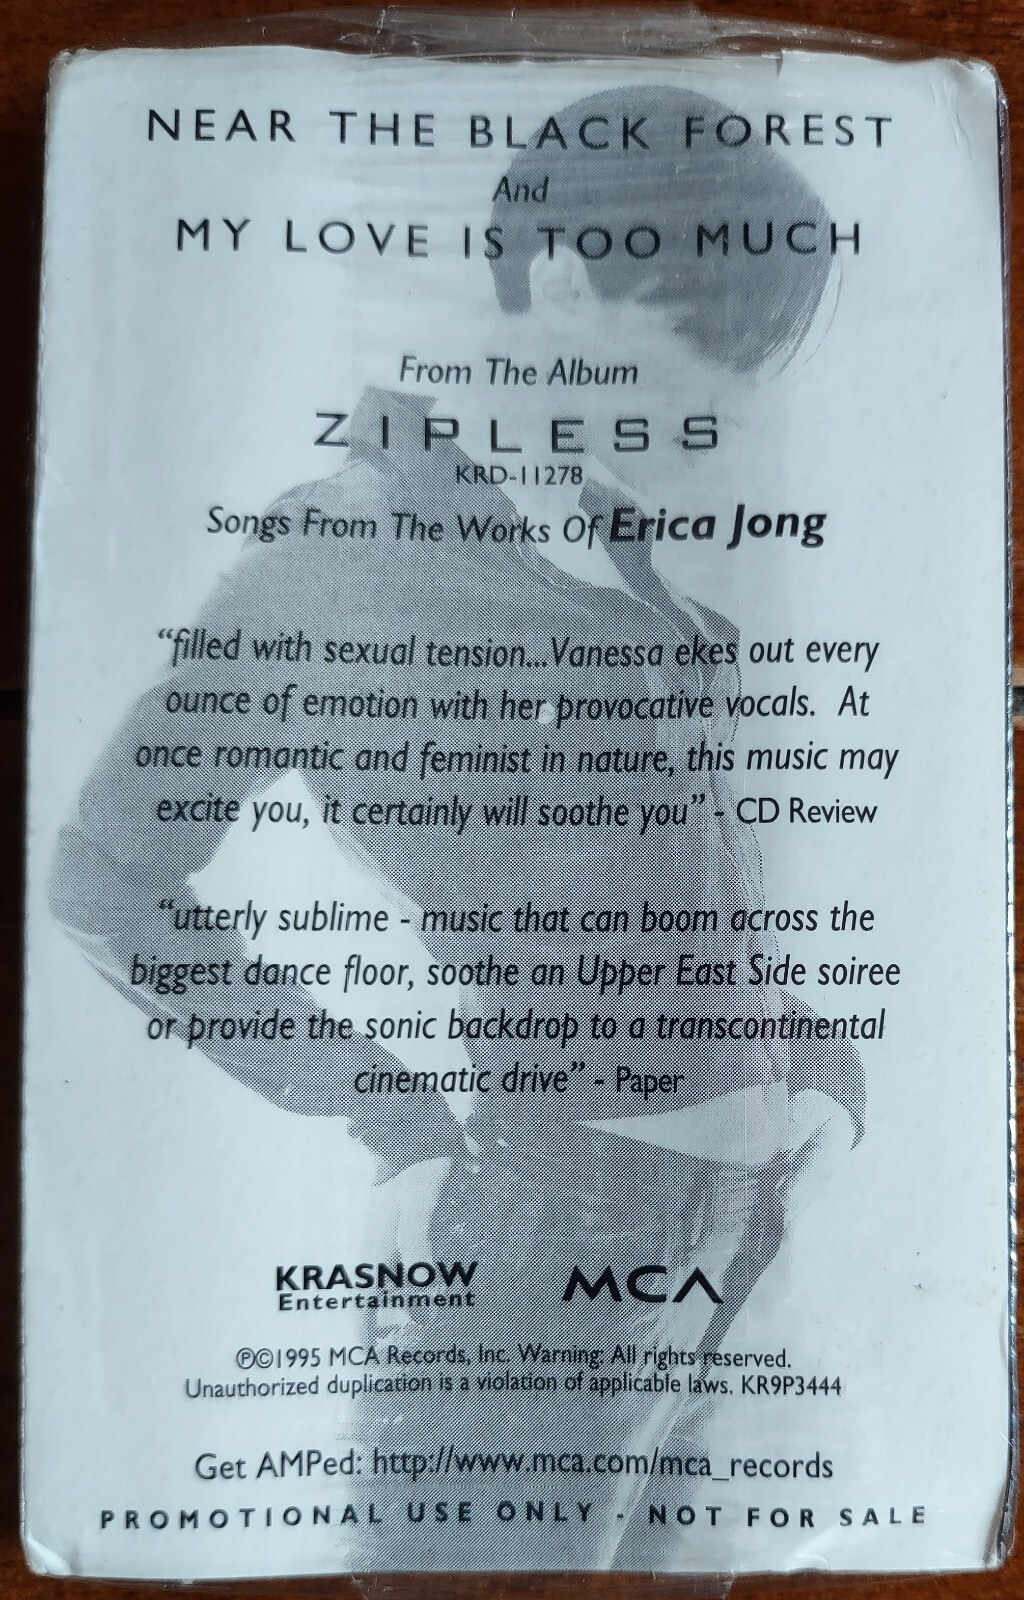 NEAR THE BLACK FOREST
And
MY LOVE IS TOO MUCH
From The Album
ZIPLESS
KRD-11278
Songs From The Works Of Erica Jong
“filled with sexual tension...Vanessa ekes out every
ounce of emotion with her provocative vocals. At
once romantic and feminist in nature, this music may
excite you, it certainly will soothe you” - CD Review
“utterly sublime - music that can boom across the
biggest dance floor, soothe an Upper East Side soiree
or provide the sonic backdrop to a transcontinental
cinematic drive” - Paper
KRASNOW
Entertainment
MCA
℗©1995 MCA Records, Inc. Warning: All rights reserved.
Unauthorized duplication is a violation of applicable laws. KR9P3444
Get AMPed: http://www.mca.com/mca_records
PROMOTIONAL USE ONLY - NOT FOR SALE